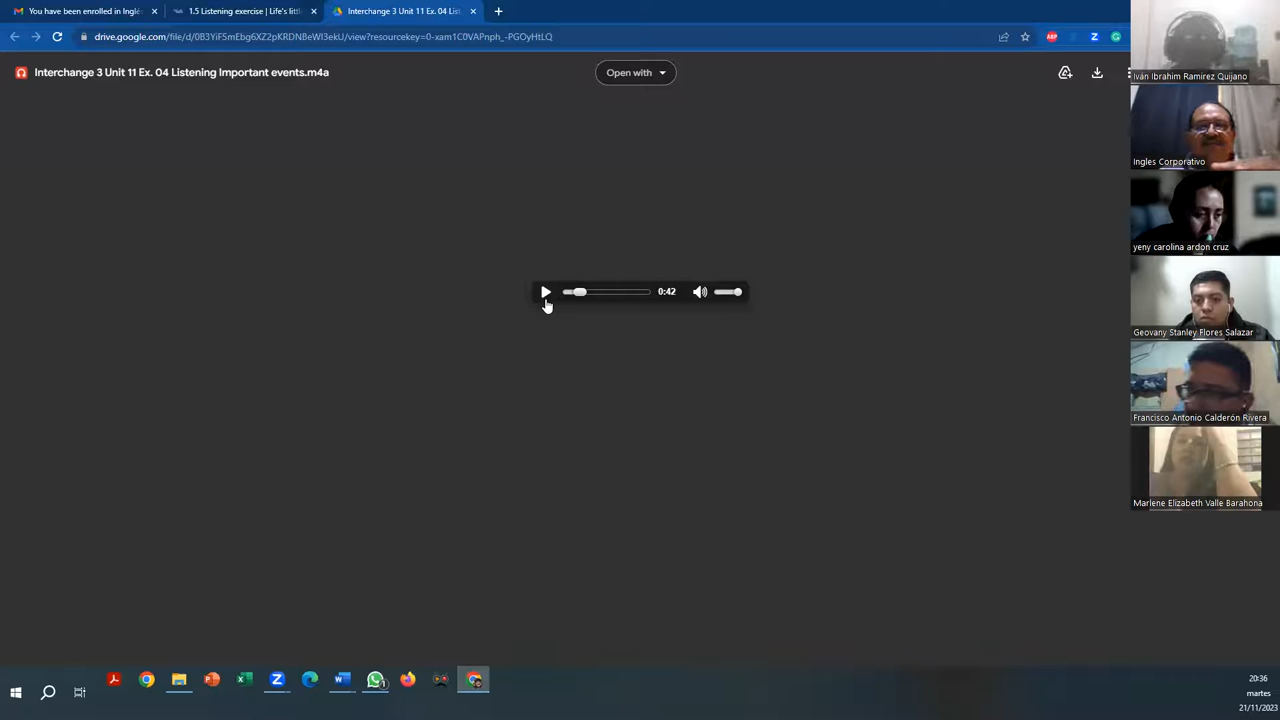 You have been enrolled in Inglé
1.5 Listening exercise | Life's littl
Interchange 3 Unit 11 Ex. 04 List
drive.google.com/file/d/0B3YiFSmEbg6XZ2pKRDNBeWI3ekU/view?resourcekey=0-xam1C0VAPnph_-PGOyHtLQ
Interchange 3 Unit 11 Ex. 04 Listening Important events.m4a
Open with
Iván Ibrahim Ramirez Quijano
Ingles Corporativo
yeny carolina ardon cruz
0:42
Geovany Stanley Flores Salazar
Francisco Antonio Calderón Rivera
Marlene Elizabeth Valle Barahona
20:36
martes
21/11/2023